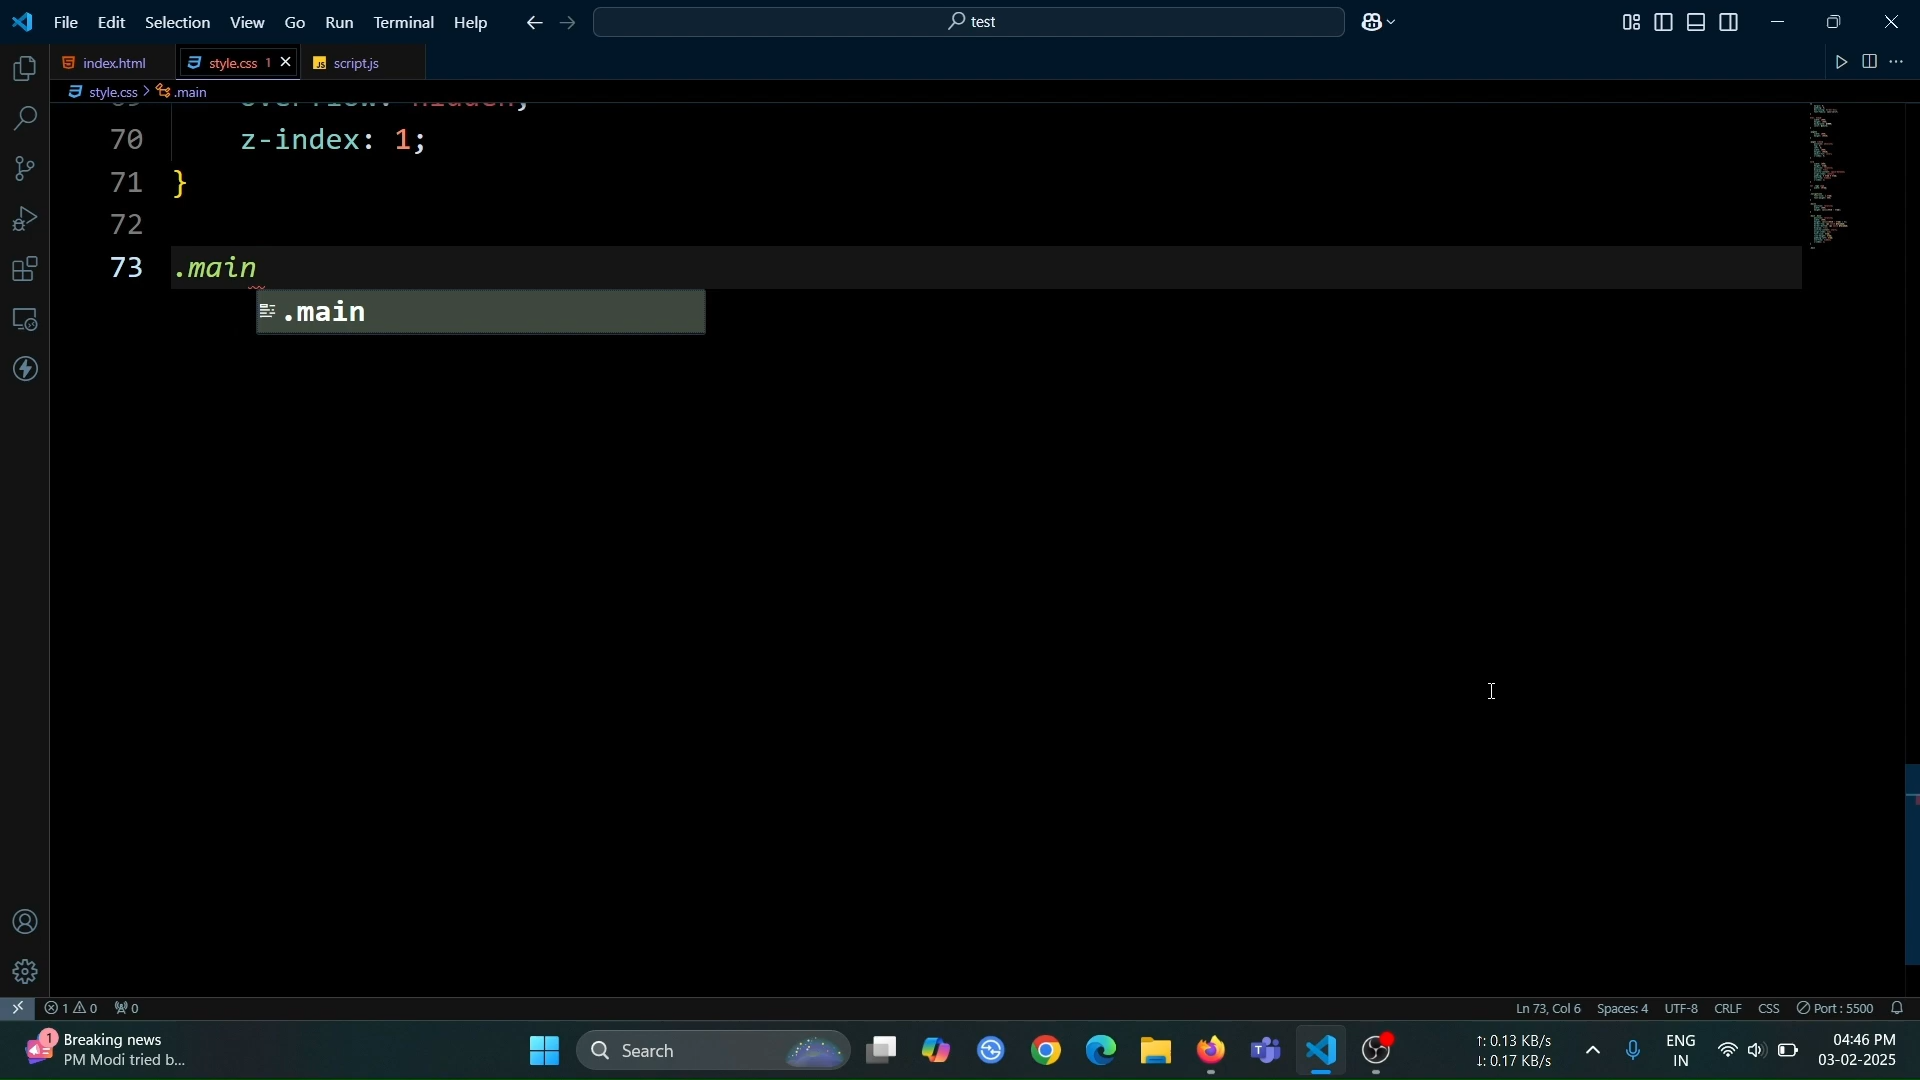 File Edit Selection View Go Run Terminal Help
test
index.html
style.css 1
script.js
style.css > .main
70 z-index: 1;
71 }
72
73 .main
.main
1 0 0
Ln 73, Col 6 Spaces: 4 UTF-8 CRLF CSS Port : 5500
1
Breaking news
PM Modi tried b...
Search
↑: 0.13 KB/s
↓: 0.17 KB/s
ENG
IN
04:46 PM
03-02-2025